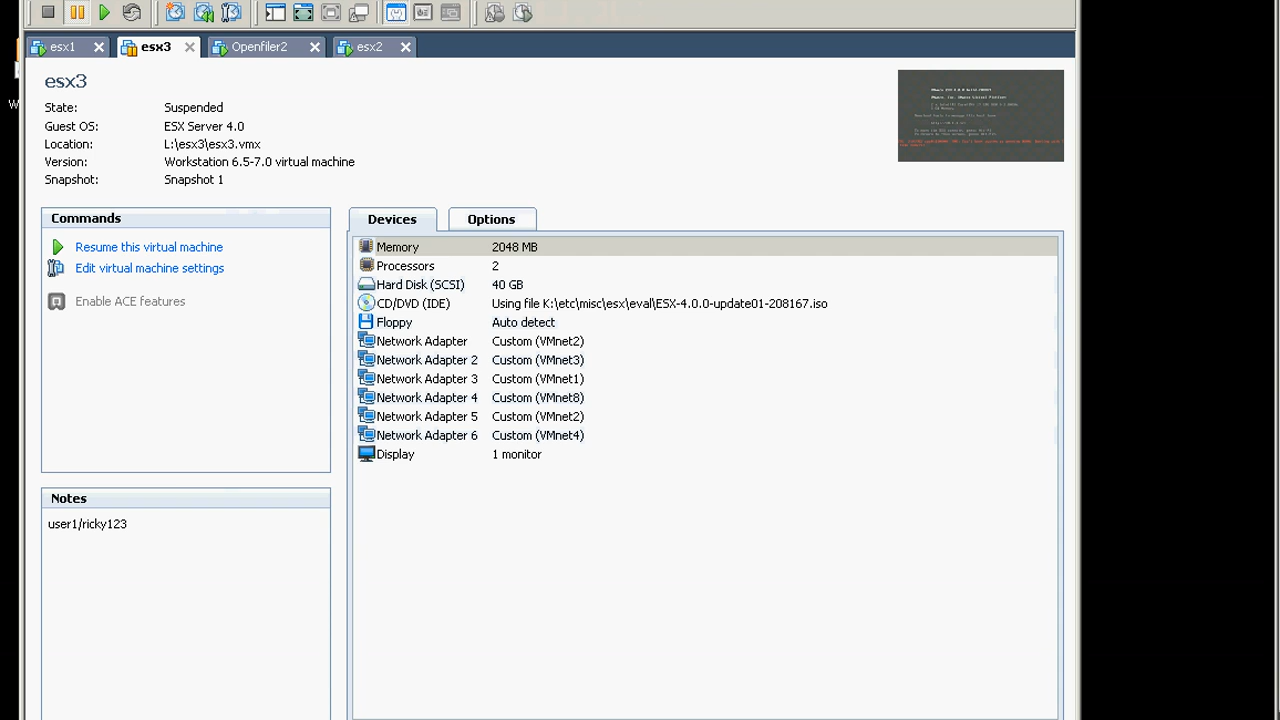 esx1
esx3
Openfiler2
esx2
esx3
State: Suspended
Guest OS: ESX Server 4.
Version: Workstation 6.5-7.0 virtual machine
Snapshot: Snapshot 1
Commands
Resume this virtual machine
Edit virtual machine settings
Enable ACE features
Notes
user1/ricky123
Devices
Options
Memory 2048 MB
Processors 2
Hard Disk (SCSI) 40 GB
CD/DVD (IDE) Using file K:\etc\misc\esx\eval\ESX-4.0.0-update01-208167.iso
Floppy Auto detect
Network Adapter Custom (VMnet2)
Network Adapter 2 Custom (VMnet3)
Network Adapter 3 Custom (VMnet1)
Network Adapter 4 Custom (VMnet8)
Network Adapter 5 Custom (VMnet2)
Network Adapter 6 Custom (VMnet4)
Display 1 monitor